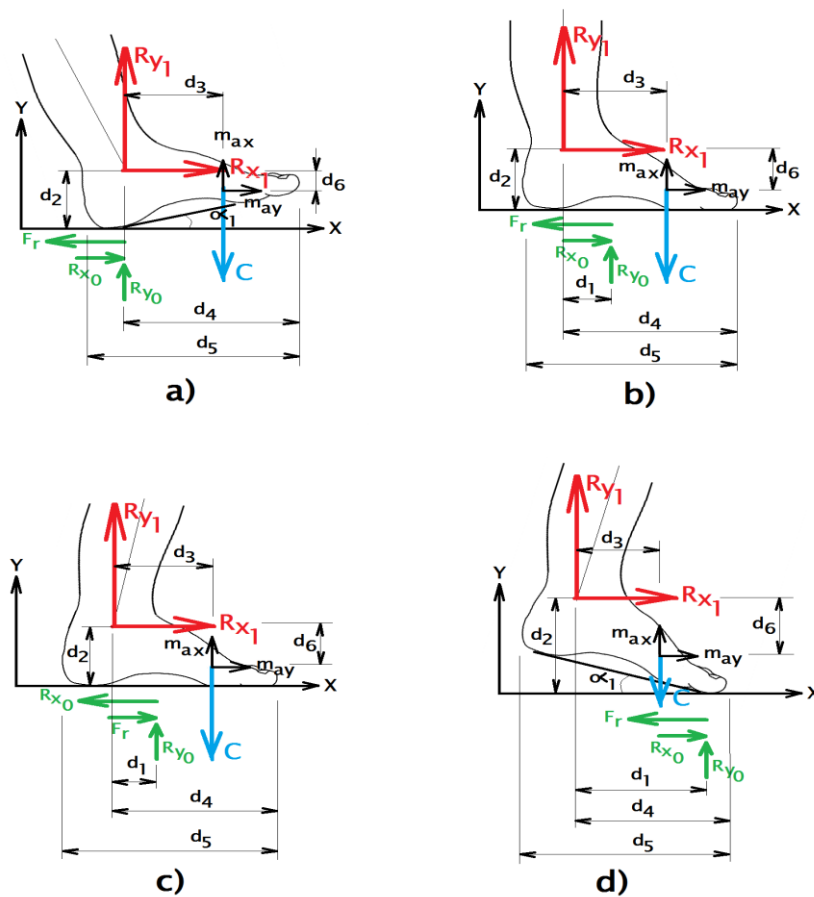 Ry1
d3
Y
max
Rx1
d2
d6
may
α1
X
Fr
Rx0
Ry0
C
d4
d5
a)
Ry1
d3
Y
Rx1
max
d2
d6
may
X
Fr
Rx0
Ry0
d1
C
d4
d5
b)
Ry1
d3
Y
Rx1
max
d6
d2
may
X
Rx0
Fr
Ry0
C
d1
d4
d5
c)
Ry1
d3
Y
Rx1
max
d2
d6
may
α1
C
X
Fr
Rx0
Ry0
d1
d4
d5
d)